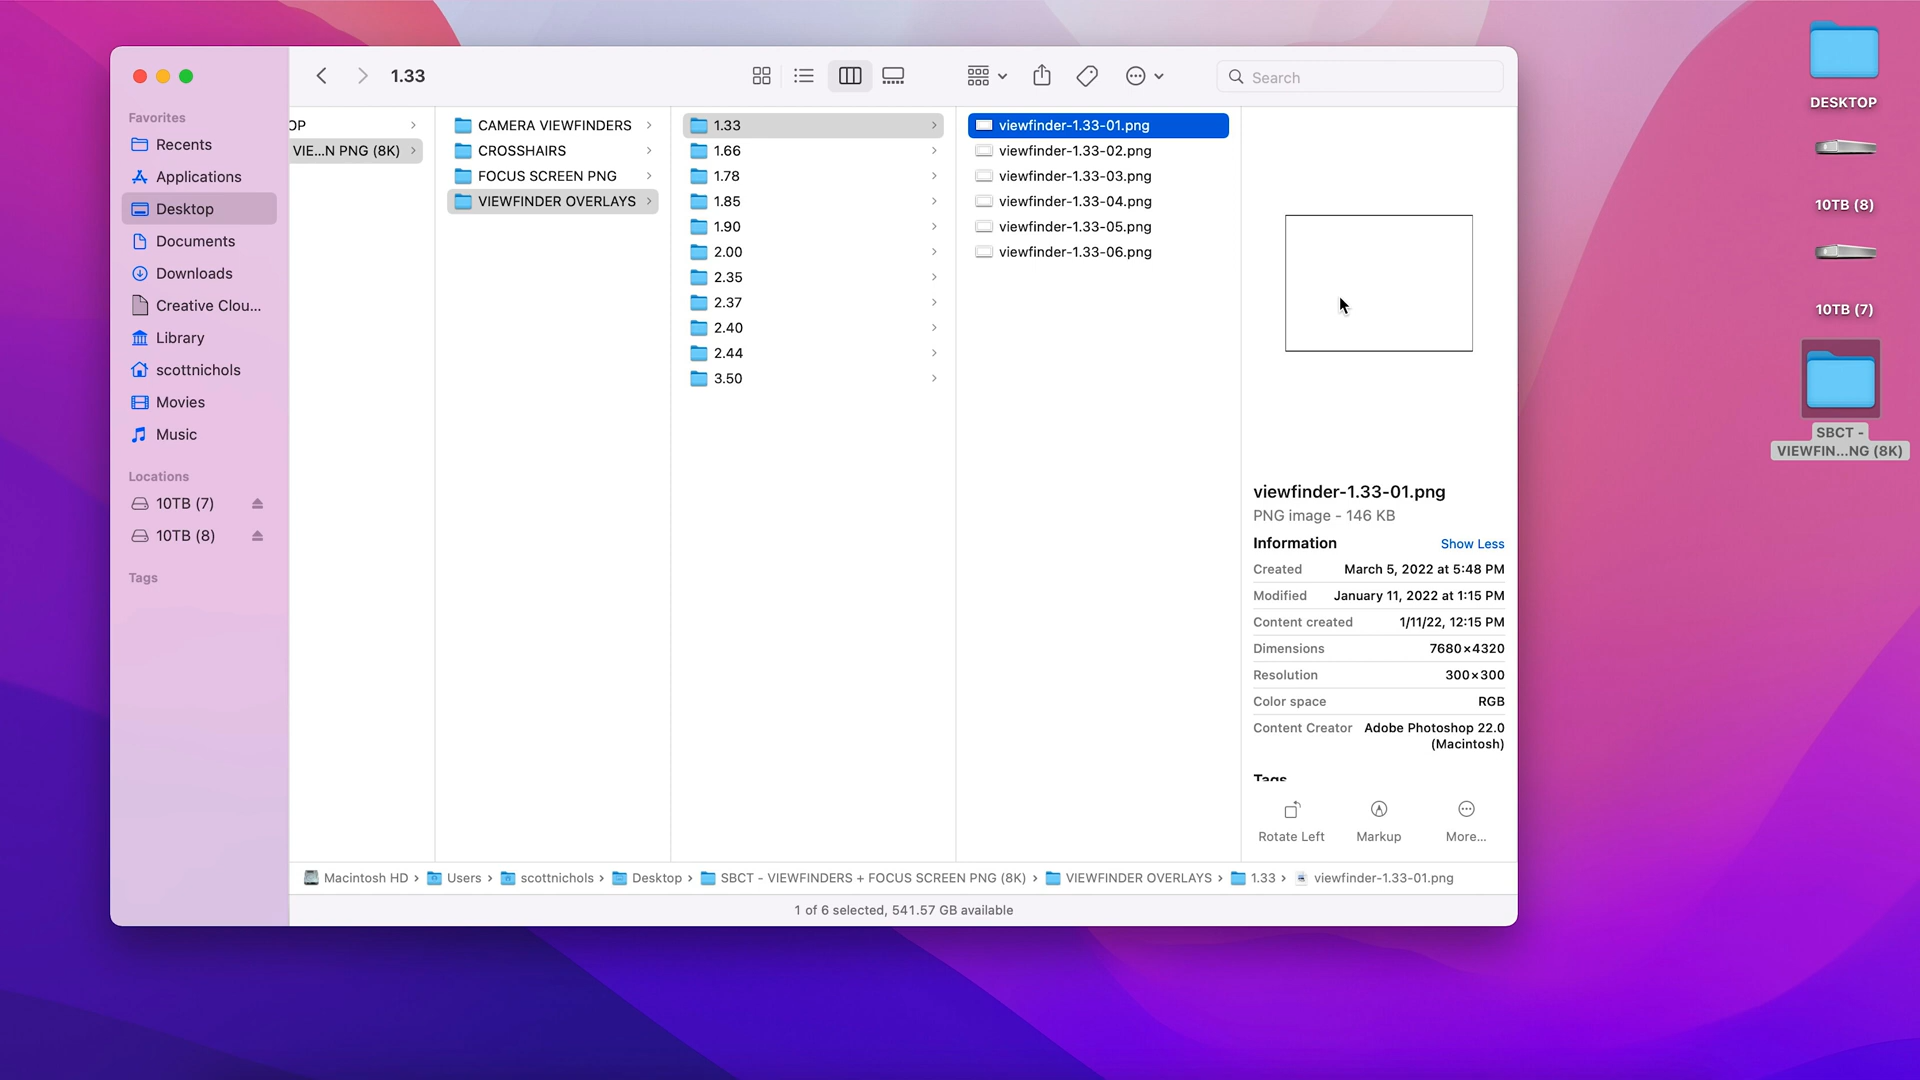 1.33
Search
Favorites
Recents
Applications
Desktop
Documents
Downloads
Creative Clou...
Library
scottnichols
Movies
Music
Locations
10TB (7)
10TB (8)
Tags
OP
VIE...N PNG (8K)
CAMERA VIEWFINDERS
CROSSHAIRS
FOCUS SCREEN PNG
VIEWFINDER OVERLAYS
1.33
1.66
1.78
1.85
1.90
2.00
2.35
2.37
2.40
2.44
3.50
viewfinder-1.33-01.png
viewfinder-1.33-02.png
viewfinder-1.33-03.png
viewfinder-1.33-04.png
viewfinder-1.33-05.png
viewfinder-1.33-06.png
viewfinder-1.33-01.png
PNG image - 146 KB
Information Show Less
Created March 5, 2022 at 5:48 PM
Modified January 11, 2022 at 1:15 PM
Content created 1/11/22, 12:15 PM
Dimensions 7680×4320
Resolution 300×300
Color space RGB
Content Creator Adobe Photoshop 22.0
(Macintosh)
Tags
Rotate Left Markup More...
Macintosh HD › Users › scottnichols › Desktop › SBCT - VIEWFINDERS + FOCUS SCREEN PNG (8K) › VIEWFINDER OVERLAYS › 1.33 › viewfinder-1.33-01.png
1 of 6 selected, 541.57 GB available
DESKTOP
10TB (8)
10TB (7)
SBCT -
VIEWFIN...NG (8K)